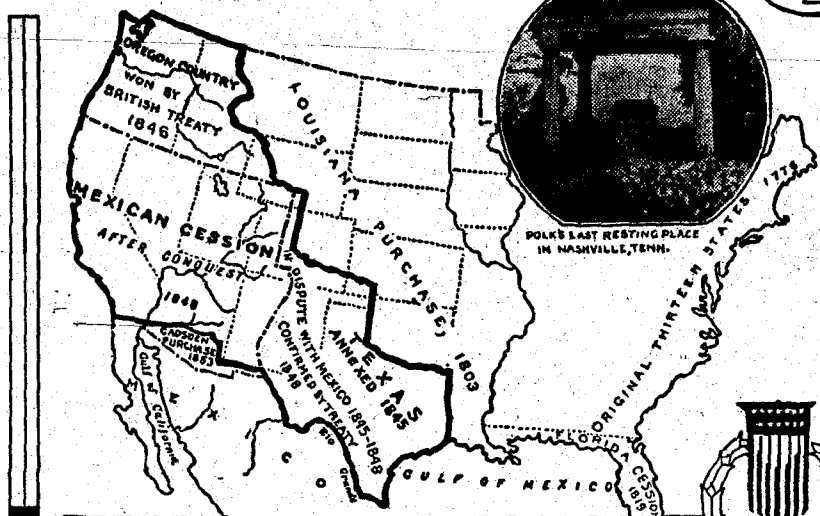 OREGON COUNTRY
WON BY
BRITISH TREATY
1846
MEXICAN CESSION
AFTER CONQUEST
1848
GADSDEN
PURCHASE
1853
Gulf of California
MEXICO
IN DISPUTE WITH MEXICO 1845-1848
CONFIRMED BY TREATY
1848
TEXAS
ANNEXED 1845
Rio Grande
LOUISIANA PURCHASE, 1803
POLK'S LAST RESTING PLACE
IN NASHVILLE, TENN.
ORIGINAL THIRTEEN STATES 1776
FLORIDA CESSION
1819
GULF OF MEXICO